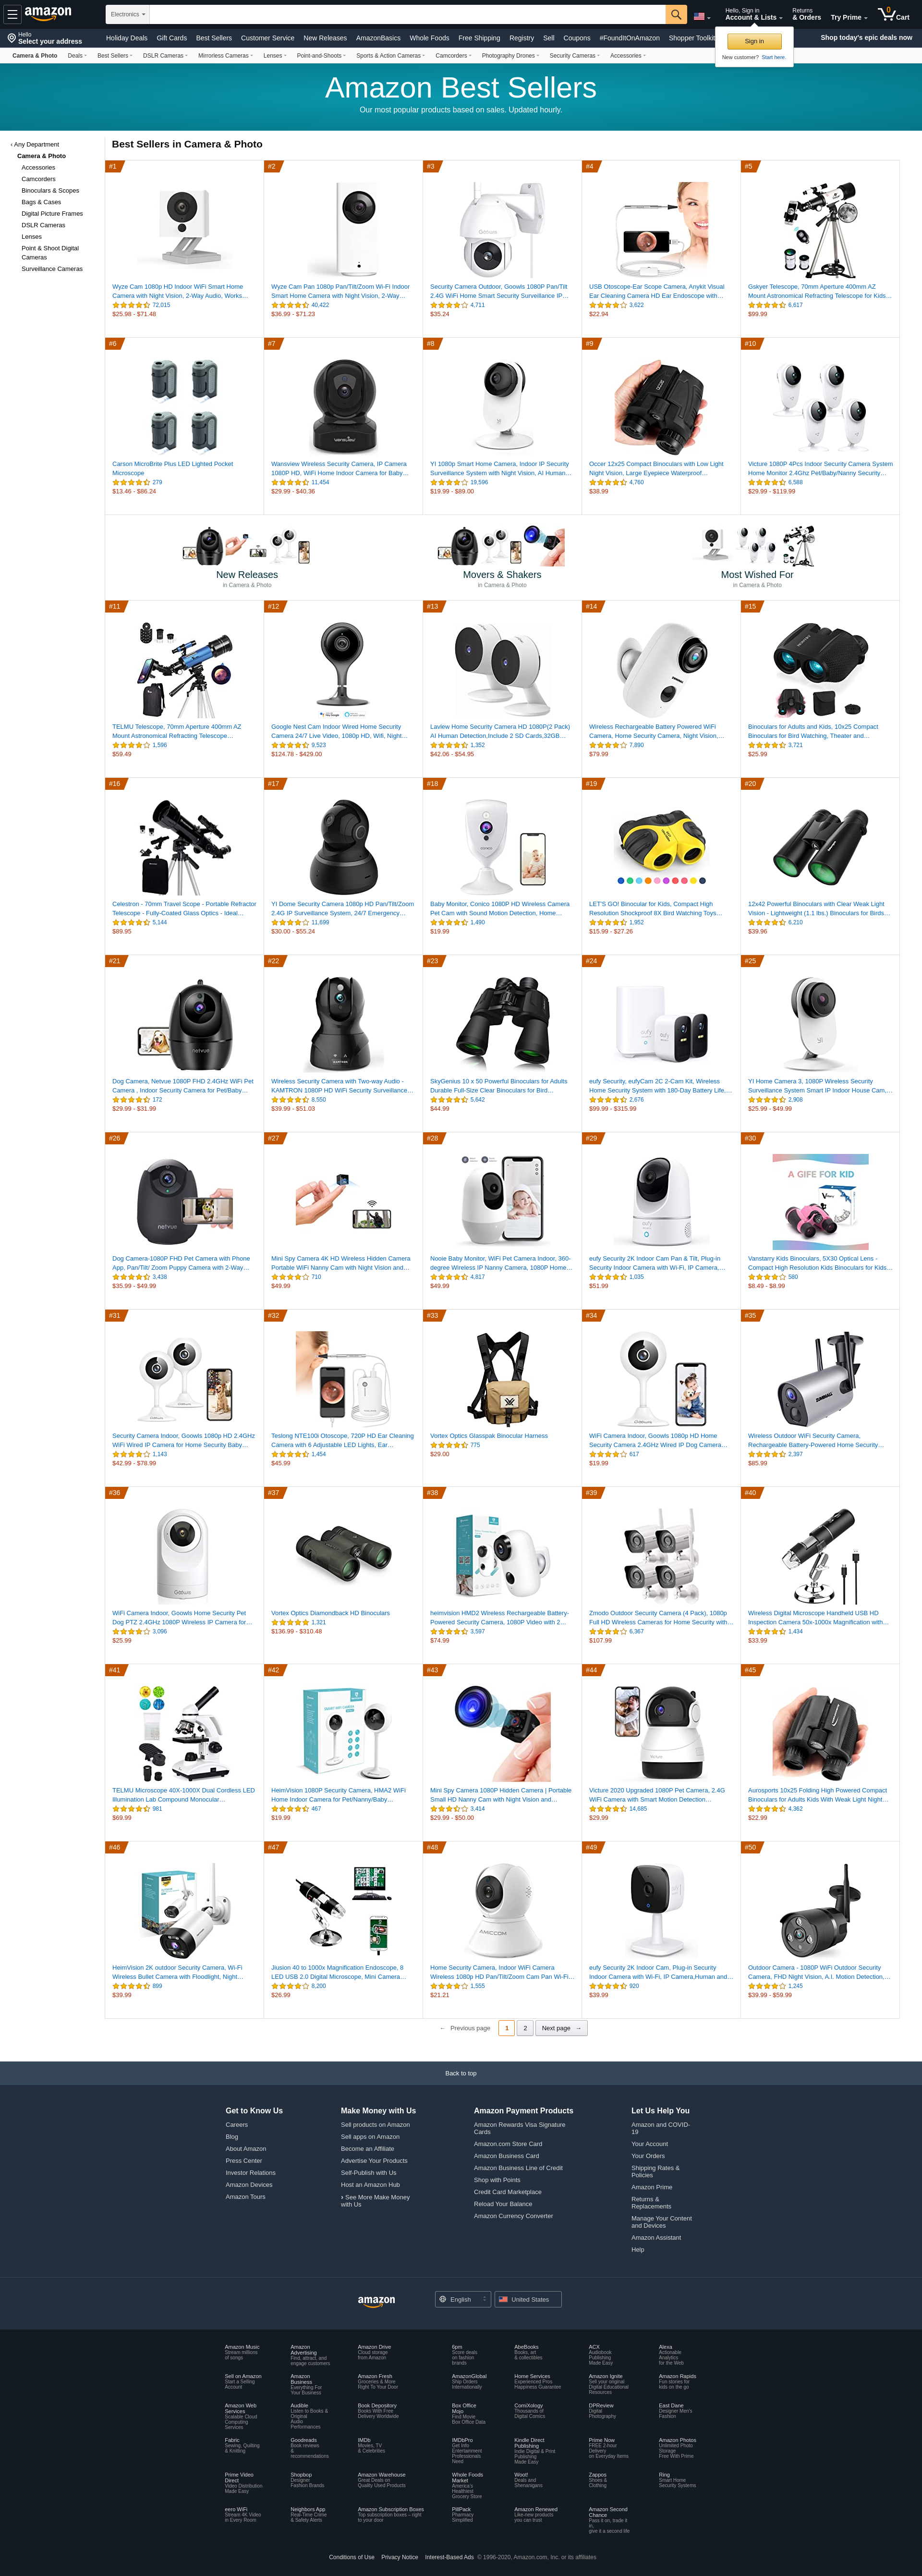 amazon
Electronics
Hello, Sign in
Account & Lists
Returns
& Orders
Try Prime
0
Cart
Hello
Select your address
Holiday Deals
Gift Cards
Best Sellers
Customer Service
New Releases
AmazonBasics
Whole Foods
Free Shipping
Registry
Sell
Coupons
#FoundItOnAmazon
Shopper Toolkit
Shop today's epic deals now
Sign in
New customer? Start here.
Camera & Photo
Deals
Best Sellers
DSLR Cameras
Mirrorless Cameras
Lenses
Point-and-Shoots
Sports & Action Cameras
Camcorders
Photography Drones
Security Cameras
Accessories
Amazon Best Sellers
Our most popular products based on sales. Updated hourly.
‹ Any Department
Camera & Photo
Accessories
Camcorders
Binoculars & Scopes
Bags & Cases
Digital Picture Frames
DSLR Cameras
Lenses
Point & Shoot Digital
Cameras
Surveillance Cameras
Best Sellers in Camera & Photo
#1
Wyze Cam 1080p HD Indoor WiFi Smart Home
Camera with Night Vision, 2-Way Audio, Works…
72,015
$25.98 - $71.48
#2
Wyze Cam Pan 1080p Pan/Tilt/Zoom Wi-Fi Indoor
Smart Home Camera with Night Vision, 2-Way…
40,422
$36.99 - $71.23
#3
Security Camera Outdoor, Goowls 1080P Pan/Tilt
2.4G WiFi Home Smart Security Surveillance IP…
4,711
$35.24
#4
USB Otoscope-Ear Scope Camera, Anykit Visual
Ear Cleaning Camera HD Ear Endoscope with…
3,622
$22.94
#5
Gskyer Telescope, 70mm Aperture 400mm AZ
Mount Astronomical Refracting Telescope for Kids…
6,617
$99.99
#6
Carson MicroBrite Plus LED Lighted Pocket
Microscope
279
$13.46 - $86.24
#7
Wansview Wireless Security Camera, IP Camera
1080P HD, WiFi Home Indoor Camera for Baby…
11,454
$29.99 - $40.36
#8
YI 1080p Smart Home Camera, Indoor IP Security
Surveillance System with Night Vision, AI Human…
19,596
$19.99 - $89.00
#9
Occer 12x25 Compact Binoculars with Low Light
Night Vision, Large Eyepiece Waterproof…
4,760
$38.99
#10
Victure 1080P 4Pcs Indoor Security Camera System
Home Monitor 2.4Ghz Pet/Baby/Nanny Security…
6,588
$29.99 - $119.99
New Releases
in Camera & Photo
Movers & Shakers
in Camera & Photo
Most Wished For
in Camera & Photo
#11
TELMU Telescope, 70mm Aperture 400mm AZ
Mount Astronomical Refracting Telescope…
1,596
$59.49
#12
Google Nest Cam Indoor Wired Home Security
Camera 24/7 Live Video, 1080p HD, Wifi, Night…
9,523
$124.78 - $429.00
#13
Laview Home Security Camera HD 1080P(2 Pack)
AI Human Detection,Include 2 SD Cards,32GB…
1,352
$42.06 - $54.95
#14
Wireless Rechargeable Battery Powered WiFi
Camera, Home Security Camera, Night Vision,…
7,890
$79.99
#15
Binoculars for Adults and Kids, 10x25 Compact
Binoculars for Bird Watching, Theater and…
3,721
$25.99
#16
Celestron - 70mm Travel Scope - Portable Refractor
Telescope - Fully-Coated Glass Optics - Ideal…
5,144
$89.95
#17
YI Dome Security Camera 1080p HD Pan/Tilt/Zoom
2.4G IP Surveillance System, 24/7 Emergency…
11,699
$30.00 - $55.24
#18
Baby Monitor, Conico 1080P HD Wireless Camera
Pet Cam with Sound Motion Detection, Home…
1,490
$19.99
#19
LET'S GO! Binocular for Kids, Compact High
Resolution Shockproof 8X Bird Watching Toys…
1,952
$15.99 - $27.26
#20
12x42 Powerful Binoculars with Clear Weak Light
Vision - Lightweight (1.1 lbs.) Binoculars for Birds…
6,210
$39.96
#21
Dog Camera, Netvue 1080P FHD 2.4GHz WiFi Pet
Camera , Indoor Security Camera for Pet/Baby…
172
$29.99 - $31.99
#22
Wireless Security Camera with Two-way Audio -
KAMTRON 1080P HD WiFi Security Surveillance…
8,550
$39.99 - $51.03
#23
SkyGenius 10 x 50 Powerful Binoculars for Adults
Durable Full-Size Clear Binoculars for Bird…
5,642
$44.99
#24
eufy Security, eufyCam 2C 2-Cam Kit, Wireless
Home Security System with 180-Day Battery Life,…
2,676
$99.99 - $315.99
#25
YI Home Camera 3, 1080P Wireless Security
Surveillance System Smart IP Indoor House Cam,…
2,908
$25.99 - $49.99
#26
Dog Camera-1080P FHD Pet Camera with Phone
App, Pan/Tilt/ Zoom Puppy Camera with 2-Way…
3,438
$35.99 - $49.99
#27
Mini Spy Camera 4K HD Wireless Hidden Camera
Portable WiFi Nanny Cam with Night Vision and…
710
$49.99
#28
Nooie Baby Monitor, WiFi Pet Camera Indoor, 360-
degree Wireless IP Nanny Camera, 1080P Home…
4,817
$49.99
#29
eufy Security 2K Indoor Cam Pan & Tilt, Plug-in
Security Indoor Camera with Wi-Fi, IP Camera,…
1,035
$51.99
#30
A GIFE FOR KID
Vanstarry Kids Binoculars, 5X30 Optical Lens -
Compact High Resolution Kids Binoculars for Kids…
580
$8.49 - $8.99
#31
Security Camera Indoor, Goowls 1080p HD 2.4GHz
WiFi Wired IP Camera for Home Security Baby…
1,143
$42.99 - $78.99
#32
Teslong NTE100i Otoscope, 720P HD Ear Cleaning
Camera with 6 Adjustable LED Lights, Ear…
1,454
$45.99
#33
Vortex Optics Glasspak Binocular Harness
775
$29.00
#34
WiFi Camera Indoor, Goowls 1080p HD Home
Security Camera 2.4GHz Wired IP Dog Camera…
617
$19.99
#35
Wireless Outdoor WiFi Security Camera,
Rechargeable Battery-Powered Home Security…
2,397
$85.99
#36
WiFi Camera Indoor, Goowls Home Security Pet
Dog PTZ 2.4GHz 1080P Wireless IP Camera for…
3,096
$25.99
#37
Vortex Optics Diamondback HD Binoculars
1,321
$136.99 - $310.48
#38
heimvision HMD2 Wireless Rechargeable Battery-
Powered Security Camera, 1080P Video with 2…
3,597
$74.99
#39
Zmodo Outdoor Security Camera (4 Pack), 1080p
Full HD Wireless Cameras for Home Security with…
6,367
$107.99
#40
Wireless Digital Microscope Handheld USB HD
Inspection Camera 50x-1000x Magnification with…
1,434
$33.99
#41
TELMU Microscope 40X-1000X Dual Cordless LED
Illumination Lab Compound Monocular…
981
$69.99
#42
HeimVision 1080P Security Camera, HMA2 WiFi
Home Indoor Camera for Pet/Nanny/Baby…
467
$19.99
#43
Mini Spy Camera 1080P Hidden Camera | Portable
Small HD Nanny Cam with Night Vision and…
3,414
$29.99 - $50.00
#44
Victure 2020 Upgraded 1080P Pet Camera, 2.4G
WiFi Camera with Smart Motion Detection…
14,685
$29.99
#45
Aurosports 10x25 Folding High Powered Compact
Binoculars for Adults Kids With Weak Light Night…
4,362
$22.99
#46
HeimVision 2K outdoor Security Camera, Wi-Fi
Wireless Bullet Camera with Floodlight, Night…
899
$39.99
#47
Jiusion 40 to 1000x Magnification Endoscope, 8
LED USB 2.0 Digital Microscope, Mini Camera…
8,200
$26.99
#48
Home Security Camera, Indoor WiFi Camera
Wireless 1080p HD Pan/Tilt/Zoom Cam Pan Wi-Fi…
1,555
$21.21
#49
eufy Security 2K Indoor Cam, Plug-in Security
Indoor Camera with Wi-Fi, IP Camera,Human and…
920
$39.99
#50
Outdoor Camera - 1080P WiFi Outdoor Security
Camera, FHD Night Vision, A.I. Motion Detection,…
1,245
$39.99 - $59.99
← Previous page
1
2
Next page →
Back to top
Get to Know Us
Careers
Blog
About Amazon
Press Center
Investor Relations
Amazon Devices
Amazon Tours
Make Money with Us
Sell products on Amazon
Sell apps on Amazon
Become an Affiliate
Advertise Your Products
Self-Publish with Us
Host an Amazon Hub
› See More Make Money
with Us
Amazon Payment Products
Amazon Rewards Visa Signature
Cards
Amazon.com Store Card
Amazon Business Card
Amazon Business Line of Credit
Shop with Points
Credit Card Marketplace
Reload Your Balance
Amazon Currency Converter
Let Us Help You
Amazon and COVID-
19
Your Account
Your Orders
Shipping Rates &
Policies
Amazon Prime
Returns &
Replacements
Manage Your Content
and Devices
Amazon Assistant
Help
amazon
English
United States
Amazon Music
Stream millions
of songs
Amazon
Advertising
Find, attract, and
engage customers
Amazon Drive
Cloud storage
from Amazon
6pm
Score deals
on fashion
brands
AbeBooks
Books, art
& collectibles
ACX
Audiobook
Publishing
Made Easy
Alexa
Actionable
Analytics
for the Web
Sell on Amazon
Start a Selling
Account
Amazon
Business
Everything For
Your Business
Amazon Fresh
Groceries & More
Right To Your Door
AmazonGlobal
Ship Orders
Internationally
Home Services
Experienced Pros
Happiness Guarantee
Amazon Ignite
Sell your original
Digital Educational
Resources
Amazon Rapids
Fun stories for
kids on the go
Amazon Web
Services
Scalable Cloud
Computing
Services
Audible
Listen to Books &
Original
Audio
Performances
Book Depository
Books With Free
Delivery Worldwide
Box Office
Mojo
Find Movie
Box Office Data
ComiXology
Thousands of
Digital Comics
DPReview
Digital
Photography
East Dane
Designer Men's
Fashion
Fabric
Sewing, Quilting
& Knitting
Goodreads
Book reviews
&
recommendations
IMDb
Movies, TV
& Celebrities
IMDbPro
Get Info
Entertainment
Professionals
Need
Kindle Direct
Publishing
Indie Digital & Print
Publishing
Made Easy
Prime Now
FREE 2-hour
Delivery
on Everyday Items
Amazon Photos
Unlimited Photo
Storage
Free With Prime
Prime Video
Direct
Video Distribution
Made Easy
Shopbop
Designer
Fashion Brands
Amazon Warehouse
Great Deals on
Quality Used Products
Whole Foods
Market
America's
Healthiest
Grocery Store
Woot!
Deals and
Shenanigans
Zappos
Shoes &
Clothing
Ring
Smart Home
Security Systems
eero WiFi
Stream 4K Video
in Every Room
Neighbors App
Real-Time Crime
& Safety Alerts
Amazon Subscription Boxes
Top subscription boxes – right
to your door
PillPack
Pharmacy
Simplified
Amazon Renewed
Like-new products
you can trust
Amazon Second
Chance
Pass it on, trade it
in,
give it a second life
Conditions of Use
Privacy Notice
Interest-Based Ads
© 1996-2020, Amazon.com, Inc. or its affiliates